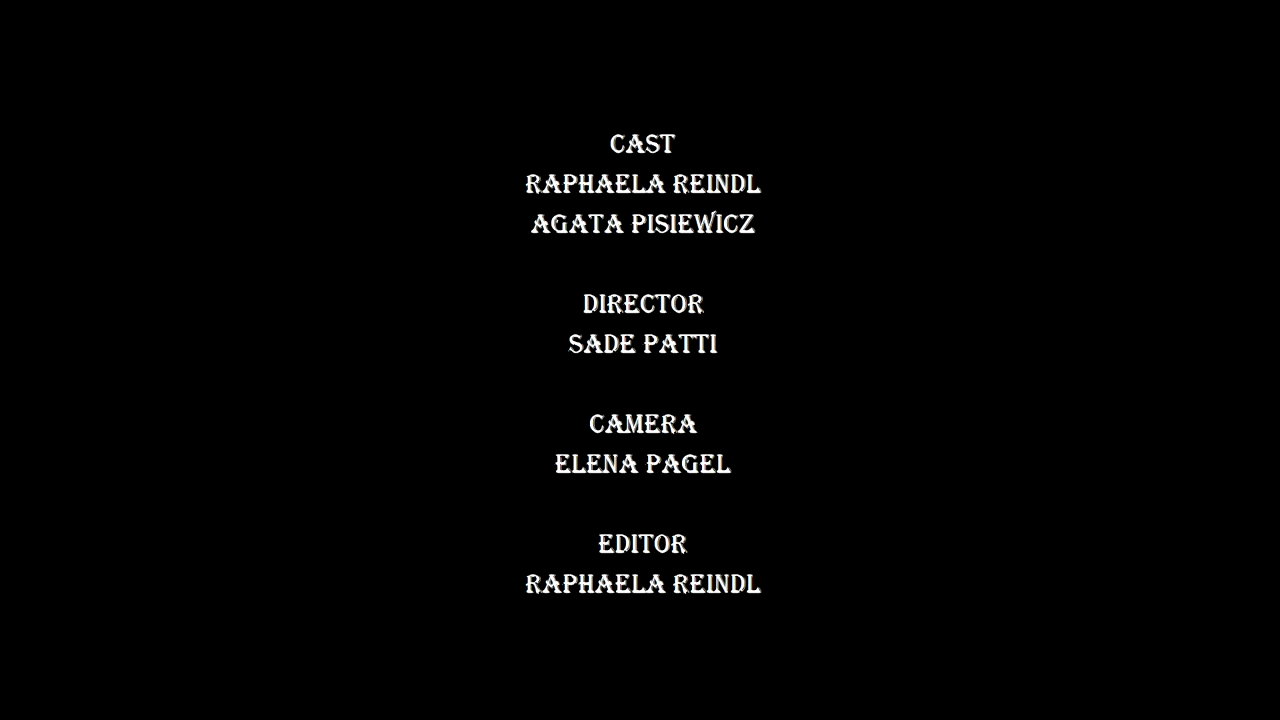 CAST
RAPHAELA REINDL
AGATA PISIEWICZ
DIRECTOR
SADE PATTI
CAMERA
ELENA PAGEL
EDITOR
RAPHAELA REINDL